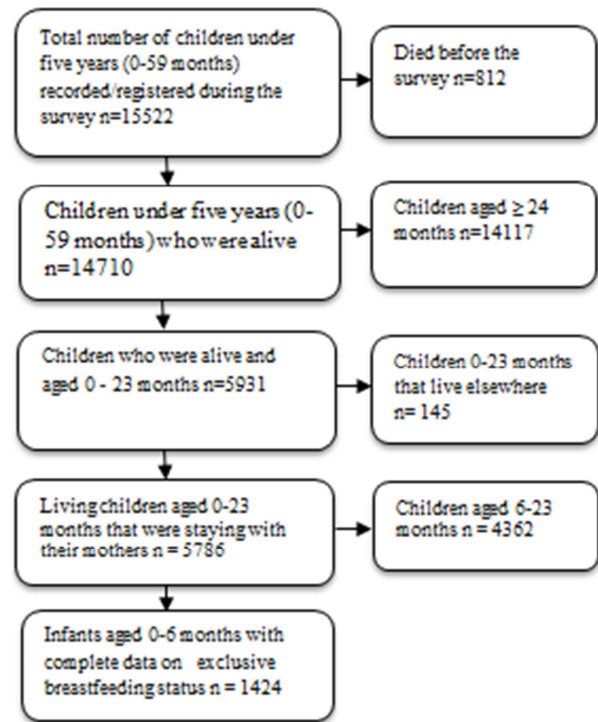 Total number of children under
five years (0-59 months)
recorded/registered during the
survey n=15522
Died before the
survey n=812
Children under five years (0-
59 months) who were alive
n=14710
Children aged ≥ 24
months n=14117
Children who were alive and
aged 0 - 23 months n=5931
Children 0-23 months
that live elsewhere
n= 145
Living children aged 0-23
months that were staying with
their mothers n = 5786
Children aged 6-23
months n = 4362
Infants aged 0-6 months with
complete data on exclusive
breastfeeding status n = 1424